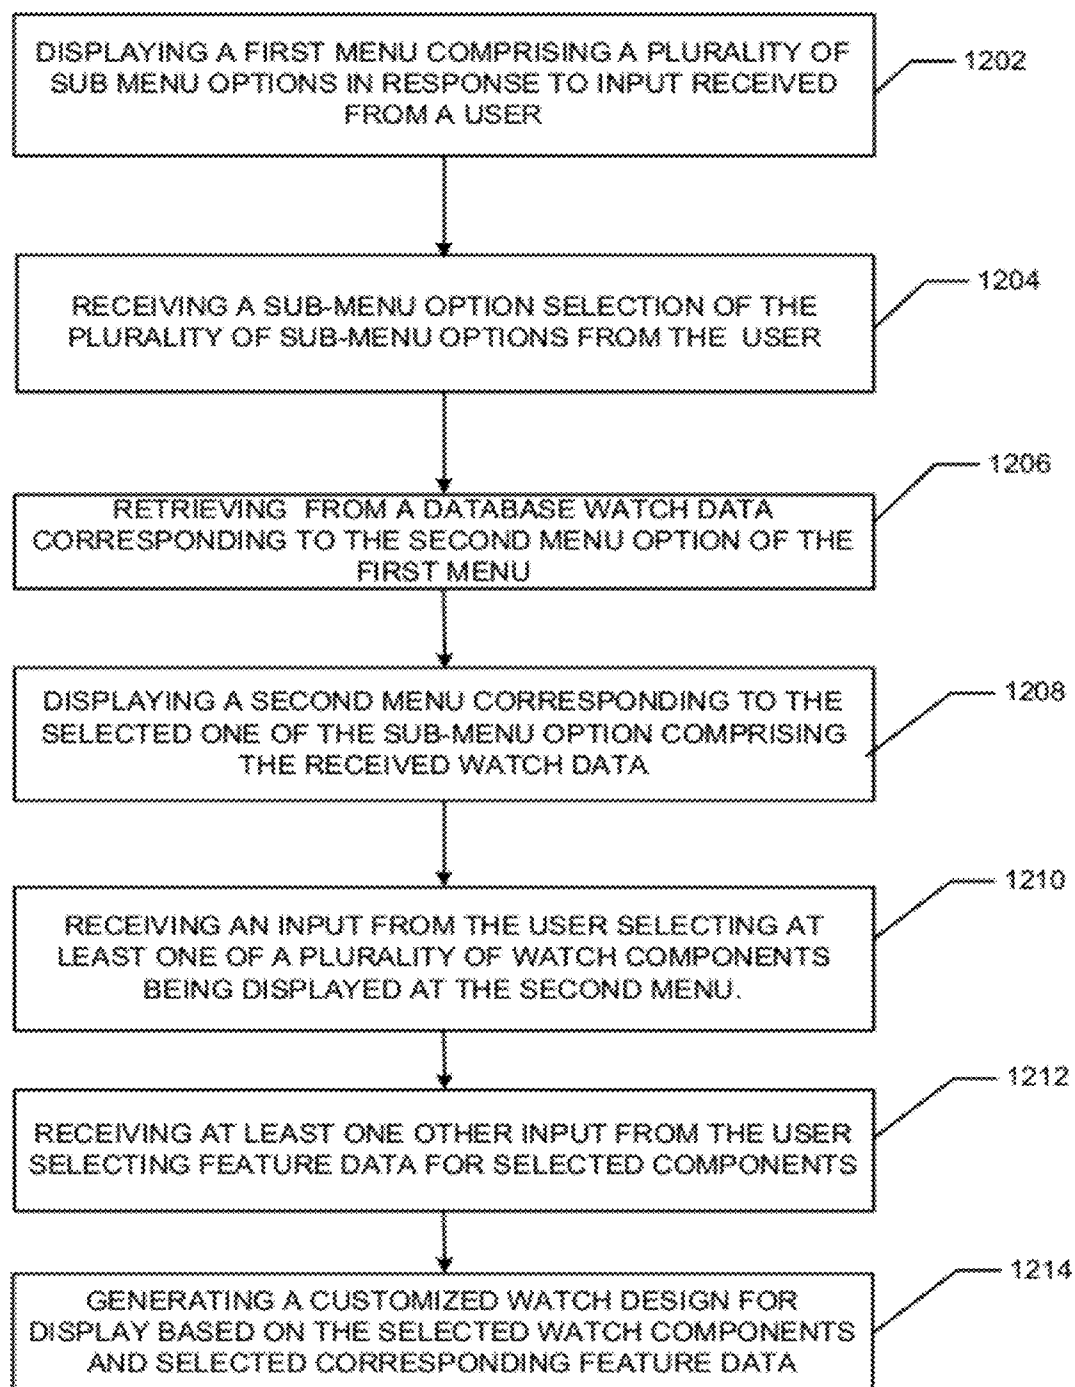 DISPLAYING A FIRST MENU COMPRISING A PLURALITY OF
SUB MENU OPTIONS IN RESPONSE TO INPUT RECEIVED
FROM A USER
1202
RECEIVING A SUB-MENU OPTION SELECTION OF THE
PLURALITY OF SUB-MENU OPTIONS FROM THE USER
1204
RETRIEVING FROM A DATABASE WATCH DATA
CORRESPONDING TO THE SECOND MENU OPTION OF THE
FIRST MENU
1206
DISPLAYING A SECOND MENU CORRESPONDING TO THE
SELECTED ONE OF THE SUB-MENU OPTION COMPRISING
THE RECEIVED WATCH DATA
1208
RECEIVING AN INPUT FROM THE USER SELECTING AT
LEAST ONE OF A PLURALITY OF WATCH COMPONENTS
BEING DISPLAYED AT THE SECOND MENU.
1210
RECEIVING AT LEAST ONE OTHER INPUT FROM THE USER
SELECTING FEATURE DATA FOR SELECTED COMPONENTS
1212
GENERATING A CUSTOMIZED WATCH DESIGN FOR
DISPLAY BASED ON THE SELECTED WATCH COMPONENTS
AND SELECTED CORRESPONDING FEATURE DATA
1214